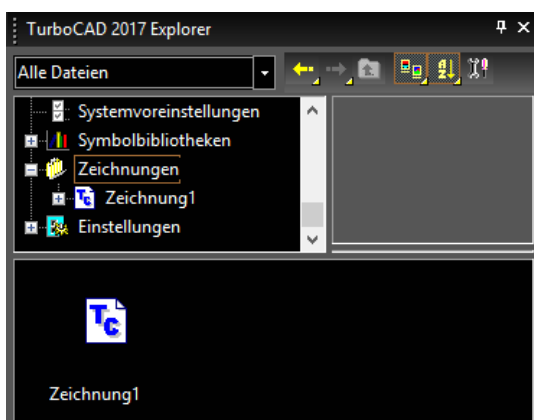 TurboCAD 2017 Explorer
Alle Dateien
Systemvoreinstellungen
Symbolbibliotheken
Zeichnungen
Zeichnung1
Einstellungen
Zeichnung1